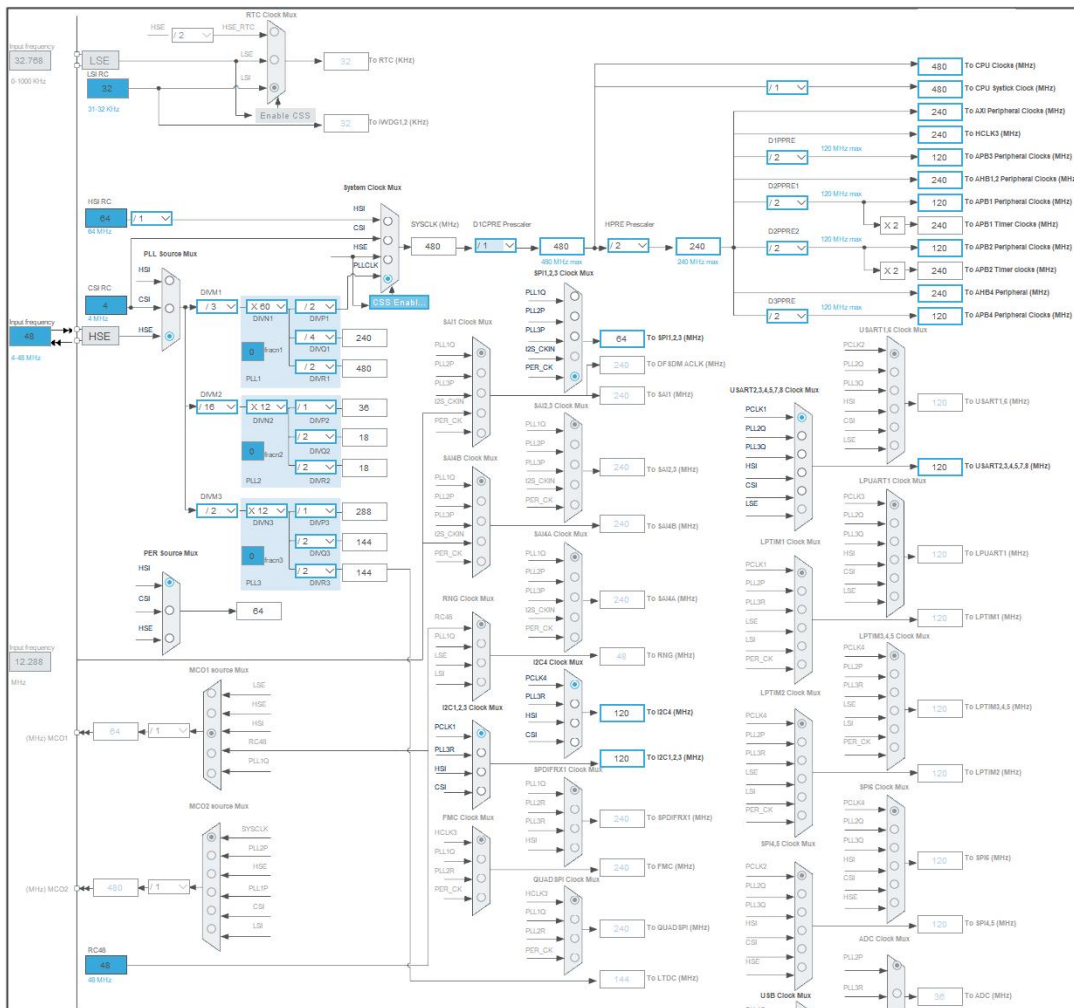 RTC Clock Mux
HSE
/ 2
HSE_RTC
Input frequency
32.768
0-1000 KHz
LSE
LSE
32
To RTC (KHz)
LSI RC
32
31-32 KHz
LSI
Enable CSS
32
To IWDG1,2 (KHz)
480
To CPU Clocks (MHz)
/ 1
480
To CPU Systick Clock (MHz)
240
To AXI Peripheral Clocks (MHz)
240
To HCLK3 (MHz)
D1PPRE
/ 2
120 MHz max
120
To APB3 Peripheral Clocks (MHz)
240
To AHB1,2 Peripheral Clocks (MHz)
D2PPRE1
/ 2
120 MHz max
120
To APB1 Peripheral Clocks (MHz)
X 2
240
To APB1 Timer Clocks (MHz)
D2PPRE2
/ 2
120 MHz max
120
To APB2 Peripheral Clocks (MHz)
X 2
240
To APB2 Timer clocks (MHz)
240
To AHB4 Peripheral (MHz)
D3PPRE
/ 2
120 MHz max
120
To APB4 Peripheral (MHz)
System Clock Mux
HSI RC
64
64 MHz
/ 1
HSI
CSI
HSE
PLLCLK
CSS Enabl...
SYSCLK (MHz)
480
D1CPRE Prescaler
/ 1
480
480 MHz max
HPRE Prescaler
/ 2
240
240 MHz max
PLL Source Mux
HSI
CSI RC
4
4 MHz
CSI
Input frequency
48
4-48 MHz
HSE
HSE
DIVM1
/ 3
X 60
DIVN1
/ 2
DIVP1
0
fracn1
/ 4
DIVQ1
240
PLL1
/ 2
DIVR1
480
DIVM2
/ 16
X 12
DIVN2
/ 1
DIVP2
36
0
fracn2
/ 2
DIVQ2
18
PLL2
/ 2
DIVR2
18
DIVM3
/ 2
X 12
DIVN3
/ 1
DIVP3
288
0
fracn3
/ 2
DIVQ3
144
PLL3
/ 2
DIVR3
144
PER Source Mux
HSI
CSI
HSE
64
Input frequency
12.288
MHz
MCO1 source Mux
LSE
HSE
HSI
RC48
PLL1Q
(MHz) MCO1
64
/ 1
MCO2 source Mux
SYSCLK
PLL2P
HSE
PLL1P
CSI
LSI
(MHz) MCO2
480
/ 1
RC48
48
48 MHz
SPI1,2,3 Clock Mux
PLL1Q
PLL2P
PLL3P
I2S_CKIN
PER_CK
64
To SPI1,2,3 (MHz)
240
To DFSDM ACLK (MHz)
SAI1 Clock Mux
PLL1Q
PLL2P
PLL3P
I2S_CKIN
PER_CK
240
To SAI1 (MHz)
SAI2,3 Clock Mux
PLL1Q
PLL2P
PLL3P
I2S_CKIN
PER_CK
240
To SAI2,3 (MHz)
SAI4B Clock Mux
PLL1Q
PLL2P
PLL3P
I2S_CKIN
PER_CK
240
To SAI4B (MHz)
SAI4A Clock Mux
PLL1Q
PLL2P
PLL3P
I2S_CKIN
PER_CK
240
To SAI4A (MHz)
RNG Clock Mux
RC48
PLL1Q
LSE
LSI
48
To RNG (MHz)
I2C4 Clock Mux
PCLK4
PLL3R
HSI
CSI
120
To I2C4 (MHz)
I2C1,2,3 Clock Mux
PCLK1
PLL3R
HSI
CSI
120
To I2C1,2,3 (MHz)
SPDIFRX1 Clock Mux
PLL1Q
PLL2R
PLL3R
HSI
240
To SPDIFRX1 (MHz)
FMC Clock Mux
HCLK3
PLL1Q
PLL2R
PER_CK
240
To FMC (MHz)
QUADSPI Clock Mux
HCLK3
PLL1Q
PLL2R
PER_CK
240
To QUADSPI (MHz)
144
To LTDC (MHz)
USART1,6 Clock Mux
PCLK2
PLL2Q
PLL3Q
HSI
CSI
LSE
120
To USART1,6 (MHz)
USART2,3,4,5,7,8 Clock Mux
PCLK1
PLL2Q
PLL3Q
HSI
CSI
LSE
120
To USART2,3,4,5,7,8 (MHz)
LPUART1 Clock Mux
PCLK3
PLL2Q
PLL3Q
HSI
CSI
LSE
120
To LPUART1 (MHz)
LPTIM1 Clock Mux
PCLK1
PLL2P
PLL3R
LSE
LSI
PER_CK
120
To LPTIM1 (MHz)
LPTIM3,4,5 Clock Mux
PCLK4
PLL2P
PLL3R
LSE
LSI
PER_CK
120
To LPTIM3,4,5 (MHz)
LPTIM2 Clock Mux
PCLK4
PLL2P
PLL3R
LSE
LSI
PER_CK
120
To LPTIM2 (MHz)
SPI6 Clock Mux
PCLK4
PLL2Q
PLL3Q
HSI
CSI
HSE
120
To SPI6 (MHz)
SPI4,5 Clock Mux
PCLK2
PLL2Q
PLL3Q
HSI
CSI
HSE
120
To SPI4,5 (MHz)
ADC Clock Mux
PLL2P
PLL3R
36
To ADC (MHz)
USB Clock Mux